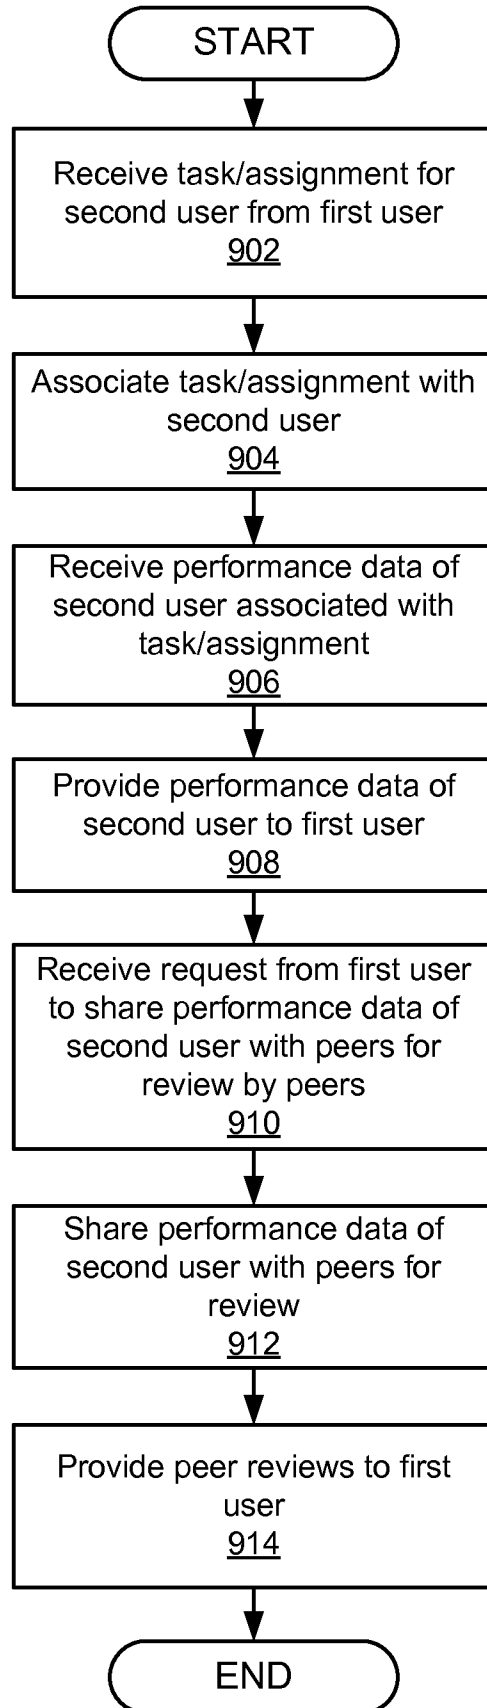 START
Receive task/assignment for
second user from first user
902
Associate task/assignment with
second user
904
Receive performance data of
second user associated with
task/assignment
906
Provide performance data of
second user to first user
908
Receive request from first user
to share performance data of
second user with peers for
review by peers
910
Share performance data of
second user with peers for
review
912
Provide peer reviews to first
user
914
END